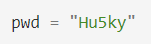 pwd = "Hu5ky"